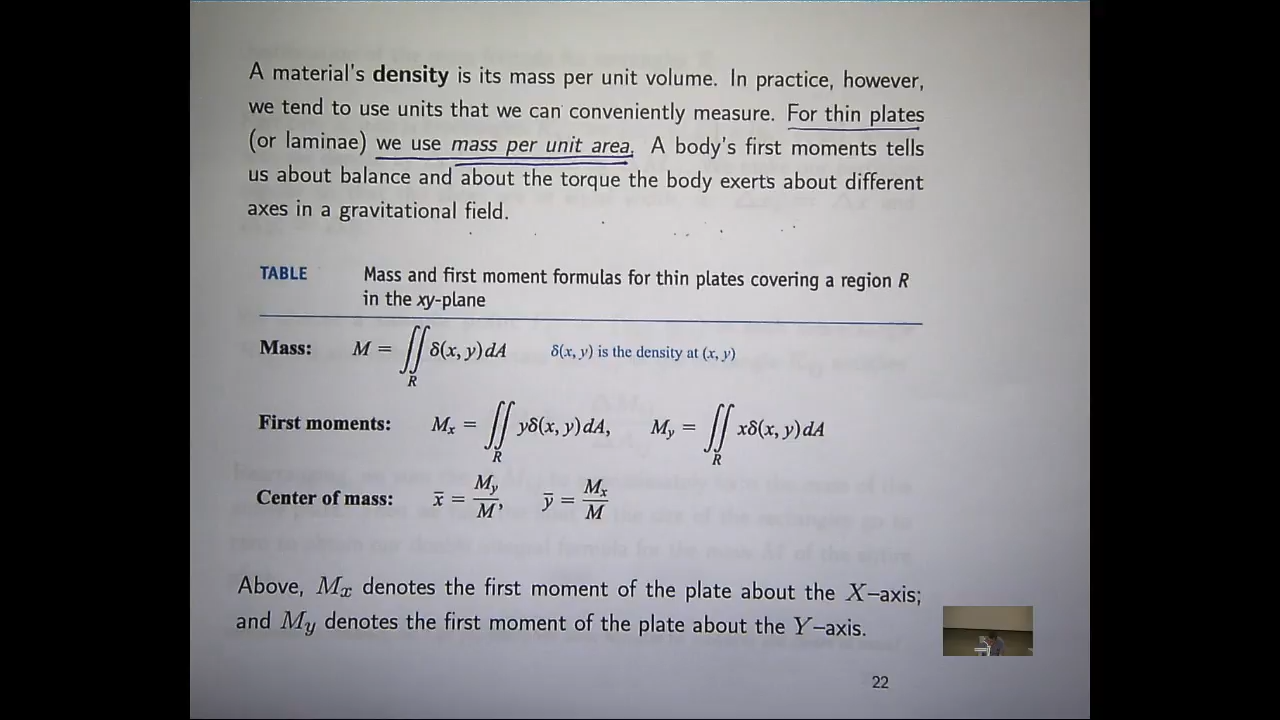 A material's density is its mass per unit volume. In practice, however,
we tend to use units that we can conveniently measure. For thin plates
(or laminae) we use mass per unit area. A body's first moments tells
us about balance and about the torque the body exerts about different
axes in a gravitational field.
TABLE Mass and first moment formulas for thin plates covering a region R
in the xy-plane
Mass: M = ∬_R δ(x, y) dA δ(x, y) is the density at (x, y)
First moments: M_x = ∬_R yδ(x, y) dA, M_y = ∬_R xδ(x, y) dA
Center of mass: x̄ = M_y/M, ȳ = M_x/M
Above, M_x denotes the first moment of the plate about the X–axis;
and M_y denotes the first moment of the plate about the Y–axis.
22